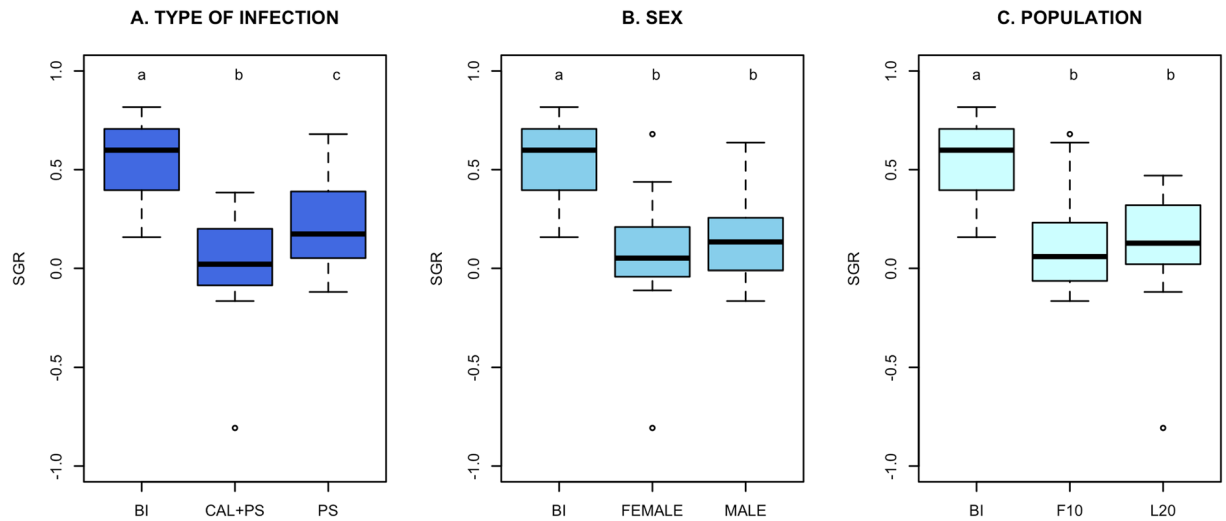 A. TYPE OF INFECTION
a b c
1.0
0.5
0.0
-0.5
-1.0
SGR
BI CAL+PS PS
B. SEX
a b b
1.0
0.5
0.0
-0.5
-1.0
SGR
BI FEMALE MALE
C. POPULATION
a b b
1.0
0.5
0.0
-0.5
-1.0
SGR
BI F10 L20